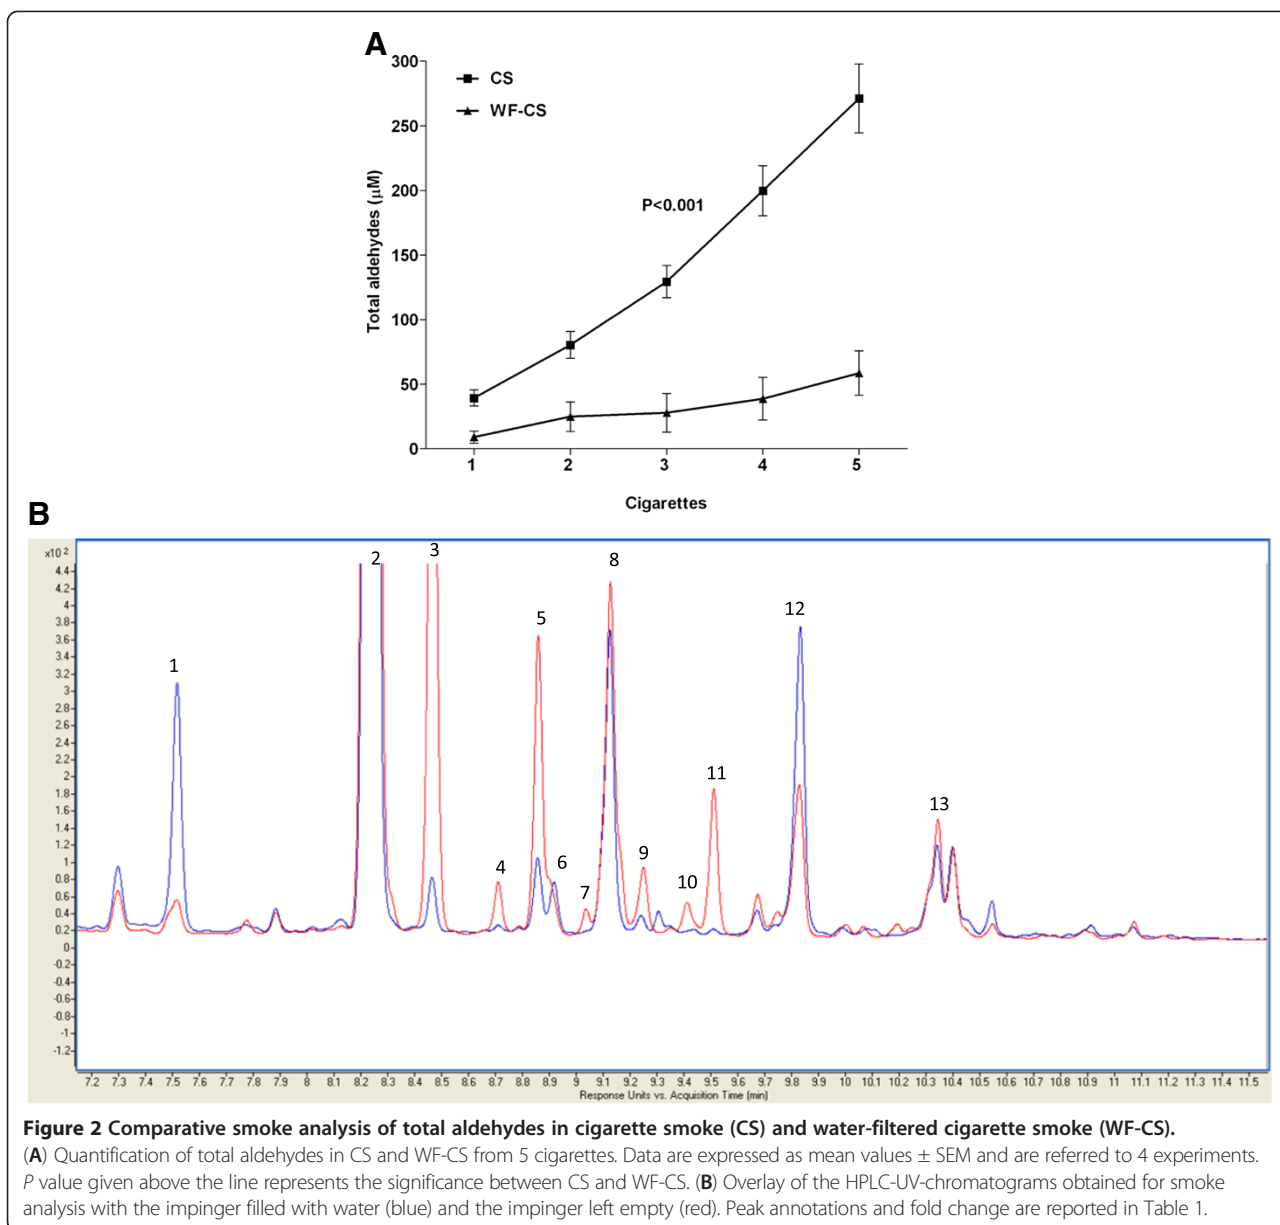 A
300
250
200
150
100
50
0
Total aldehydes (μM)
CS
WF-CS
P<0.001
1 2 3 4 5
Cigarettes
B
x10 2
4.4
4.2
4
3.8
3.6
3.4
3.2
3
2.8
2.6
2.4
2.2
2
1.8
1.6
1.4
1.2
1
0.8
0.6
0.4
0.2
0
-0.2
-0.4
-0.6
-0.8
-1
-1.2
1 2 3 4 5 6 7 8 9 10 11 12 13
7.2 7.3 7.4 7.5 7.6 7.7 7.8 7.9 8 8.1 8.2 8.3 8.4 8.5 8.6 8.7 8.8 8.9 9 9.1 9.2 9.3 9.4 9.5 9.6 9.7 9.8 9.9 10 10.1 10.2 10.3 10.4 10.5 10.6 10.7 10.8 10.9 11 11.1 11.2 11.3 11.4 11.5
Response Units vs. Acquisition Time (min)
Figure 2 Comparative smoke analysis of total aldehydes in cigarette smoke (CS) and water-filtered cigarette smoke (WF-CS).
(A) Quantification of total aldehydes in CS and WF-CS from 5 cigarettes. Data are expressed as mean values ± SEM and are referred to 4 experiments.
P value given above the line represents the significance between CS and WF-CS. (B) Overlay of the HPLC-UV-chromatograms obtained for smoke
analysis with the impinger filled with water (blue) and the impinger left empty (red). Peak annotations and fold change are reported in Table 1.